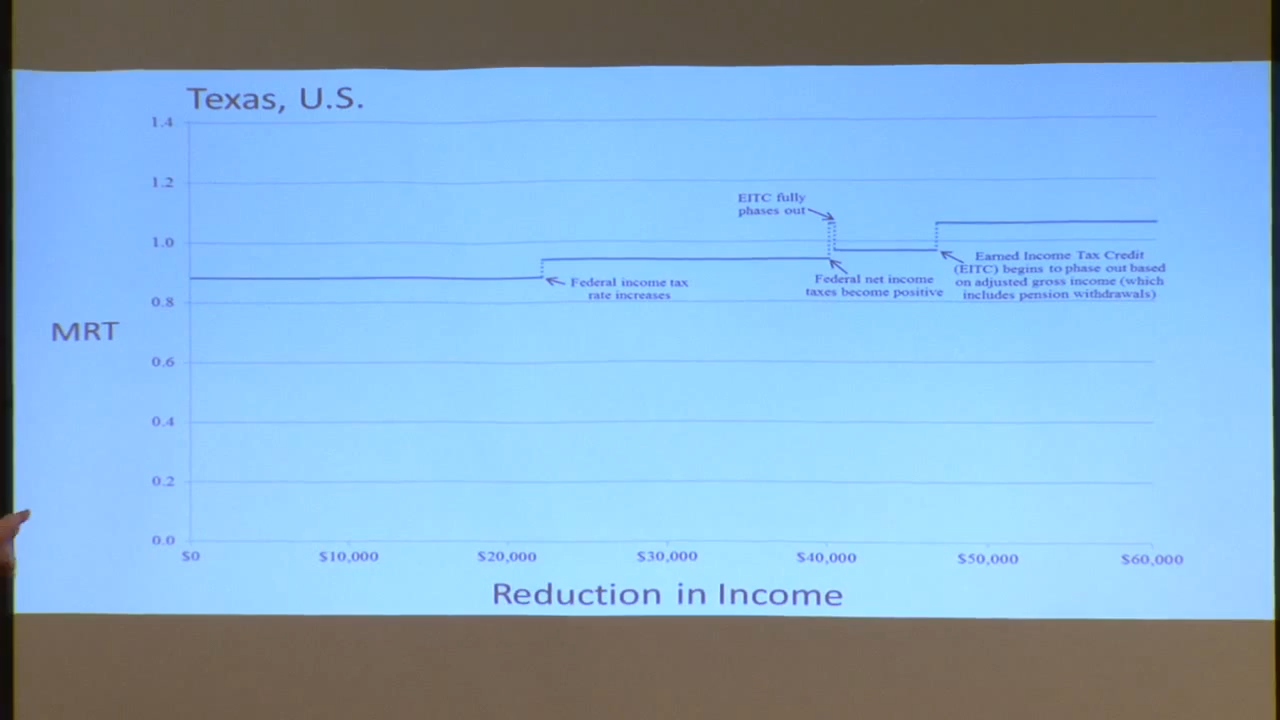 Texas, U.S.
1.4
1.2
1.0
0.8
0.6
0.4
0.2
0.0
MRT
EITC fully
phases out
Federal income tax
rate increases
Federal net income
taxes become positive
Earned Income Tax Credit
(EITC) begins to phase out based
on adjusted gross income (which
includes pension withdrawals)
$0
$10,000
$20,000
$30,000
$40,000
$50,000
$60,000
Reduction in Income